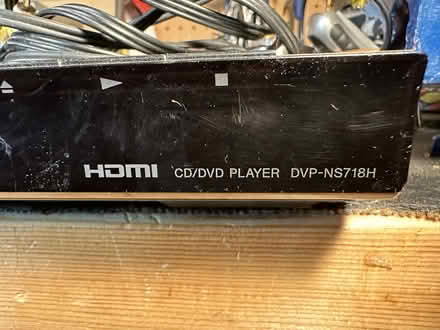 HDMI CD/DVD PLAYER DVP-NS718H